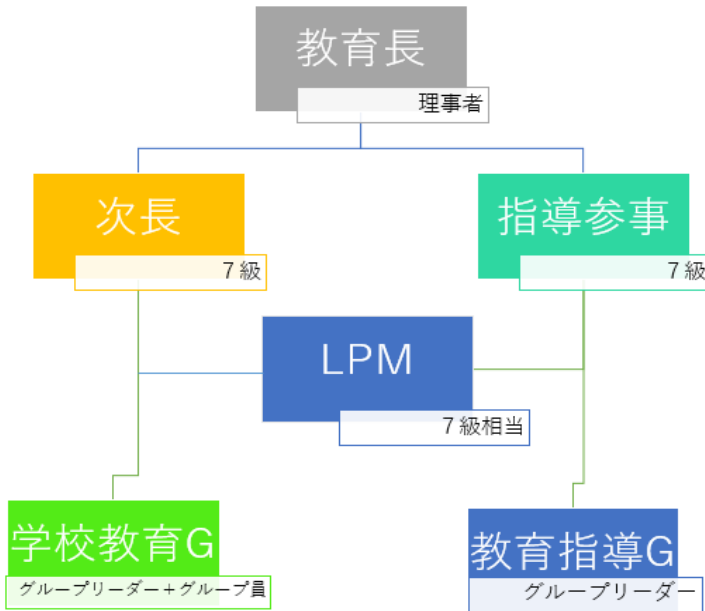 教育長
理事者
次長
７級
指導参事
７級
LPM
７級相当
学校教育G
グループリーダー＋グループ員
教育指導G
グループリーダー